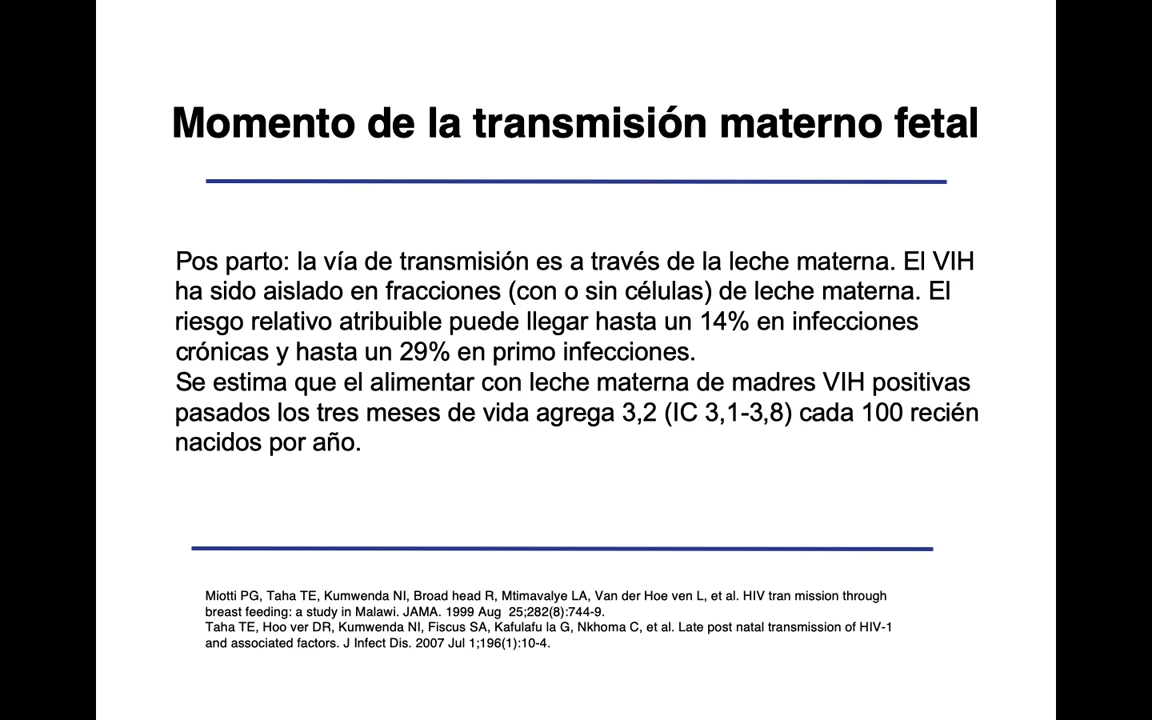 Momento de la transmisión materno fetal
Pos parto: la vía de transmisión es a través de la leche materna. El VIH
ha sido aislado en fracciones (con o sin células) de leche materna. El
riesgo relativo atribuible puede llegar hasta un 14% en infecciones
crónicas y hasta un 29% en primo infecciones.
Se estima que el alimentar con leche materna de madres VIH positivas
pasados los tres meses de vida agrega 3,2 (IC 3,1-3,8) cada 100 recién
nacidos por año.
Miotti PG, Taha TE, Kumwenda NI, Broad head R, Mtimavalye LA, Van der Hoe ven L, et al. HIV tran mission through
breast feeding: a study in Malawi. JAMA. 1999 Aug 25;282(8):744-9.
Taha TE, Hoo ver DR, Kumwenda NI, Fiscus SA, Kafulafu la G, Nkhoma C, et al. Late post natal transmission of HIV-1
and associated factors. J Infect Dis. 2007 Jul 1;196(1):10-4.